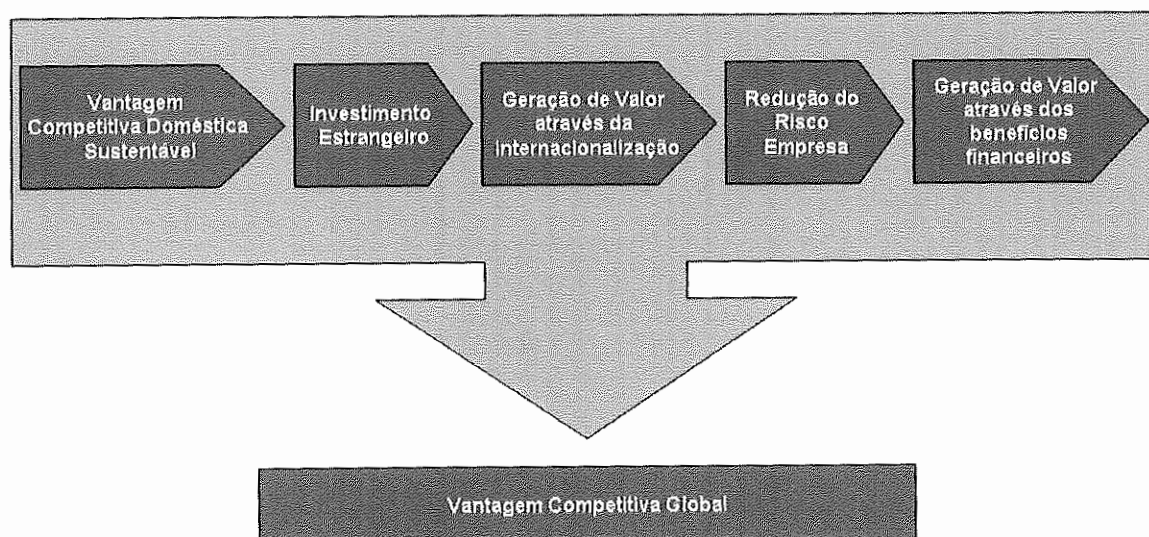 Vantagem
Competitiva Doméstica
Sustentável
Investimento
Estrangeiro
Geração de Valor
através da
internacionalização
Redução do
Risco
Empresa
Geração de Valor
através dos
benefícios
financeiros
Vantagem Competitiva Global